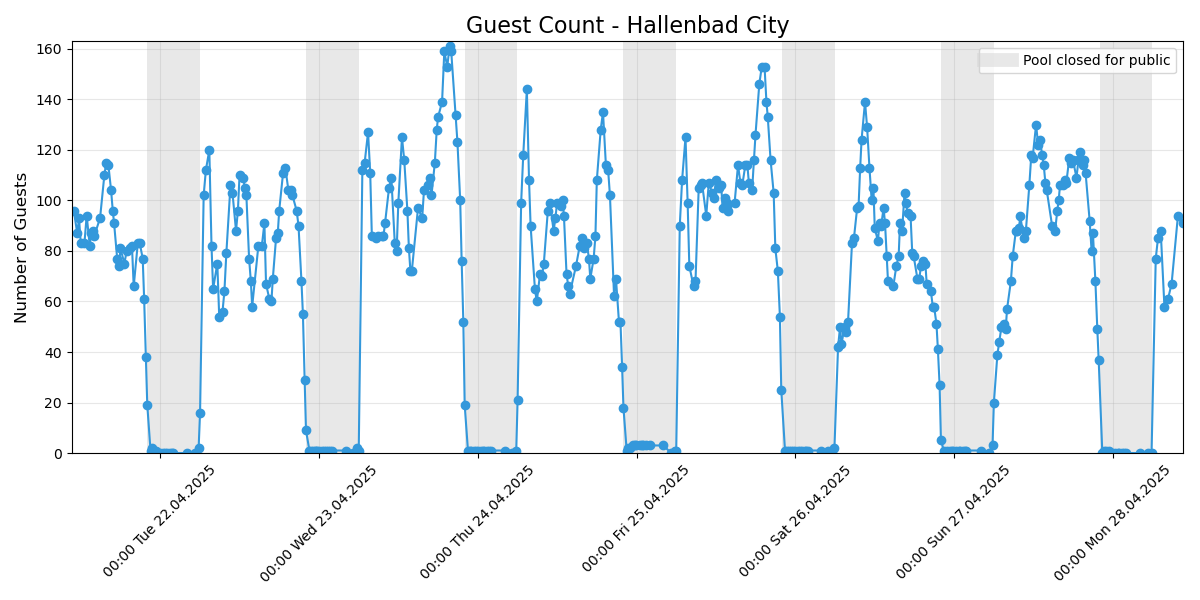 Guest Count - Hallenbad City
Pool closed for public
Number of Guests
160
140
120
100
80
60
40
20
0
00:00 Tue 22.04.2025
00:00 Wed 23.04.2025
00:00 Thu 24.04.2025
00:00 Fri 25.04.2025
00:00 Sat 26.04.2025
00:00 Sun 27.04.2025
00:00 Mon 28.04.2025